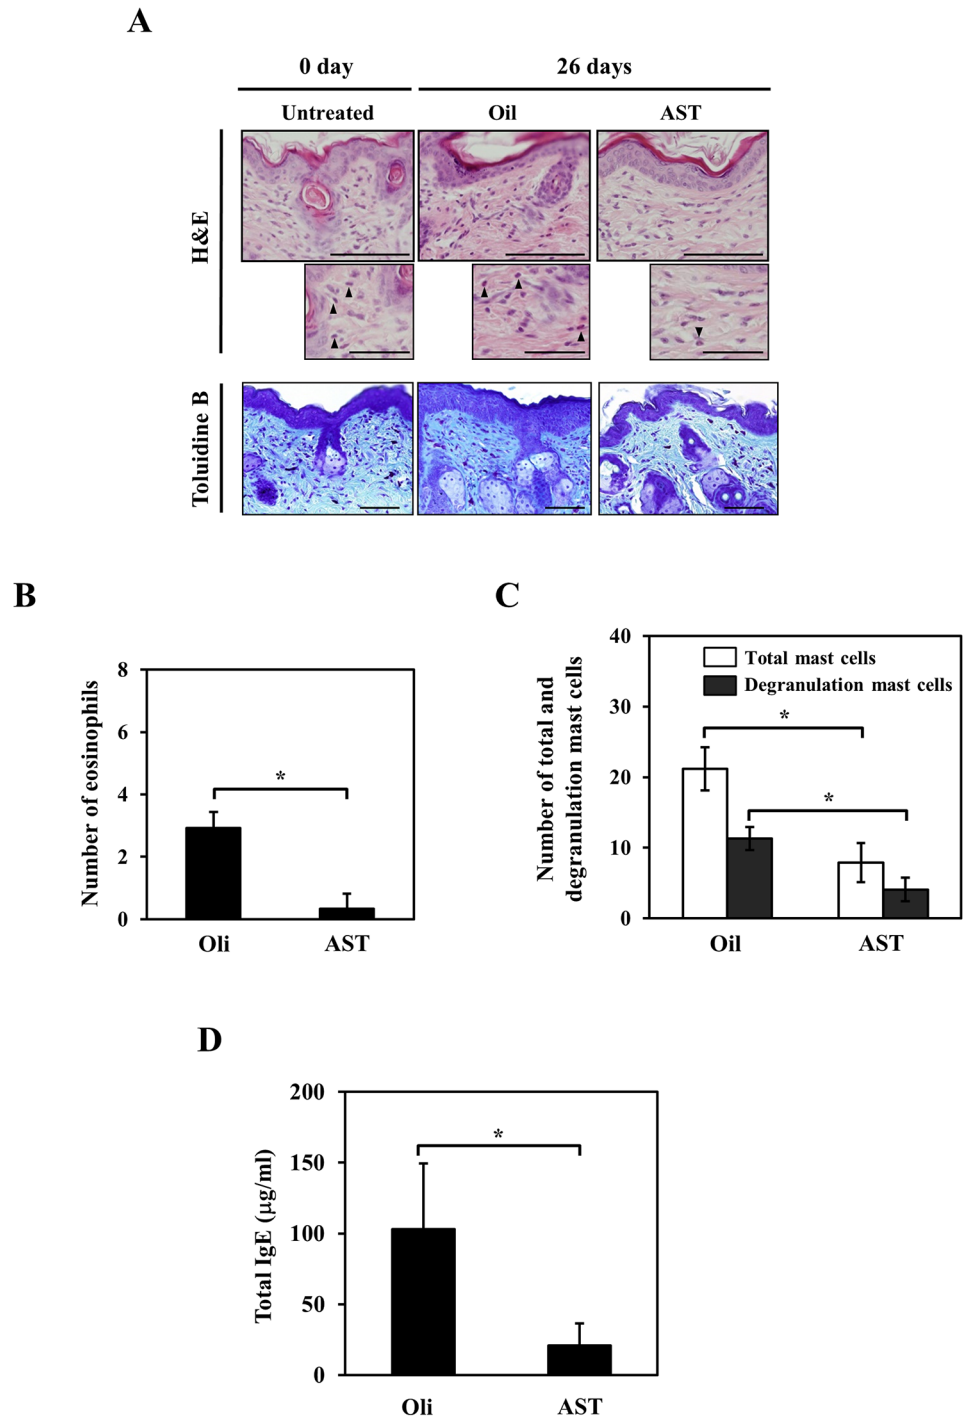 A
0 day
26 days
Untreated
Oil
AST
H&E
Toluidine B
B
Number of eosinophils
8
6
4
2
0
*
Oli
AST
C
Number of total and
degranulation mast cells
40
30
20
10
0
Total mast cells
Degranulation mast cells
*
*
Oil
AST
D
Total IgE (μg/ml)
200
150
100
50
0
*
Oli
AST